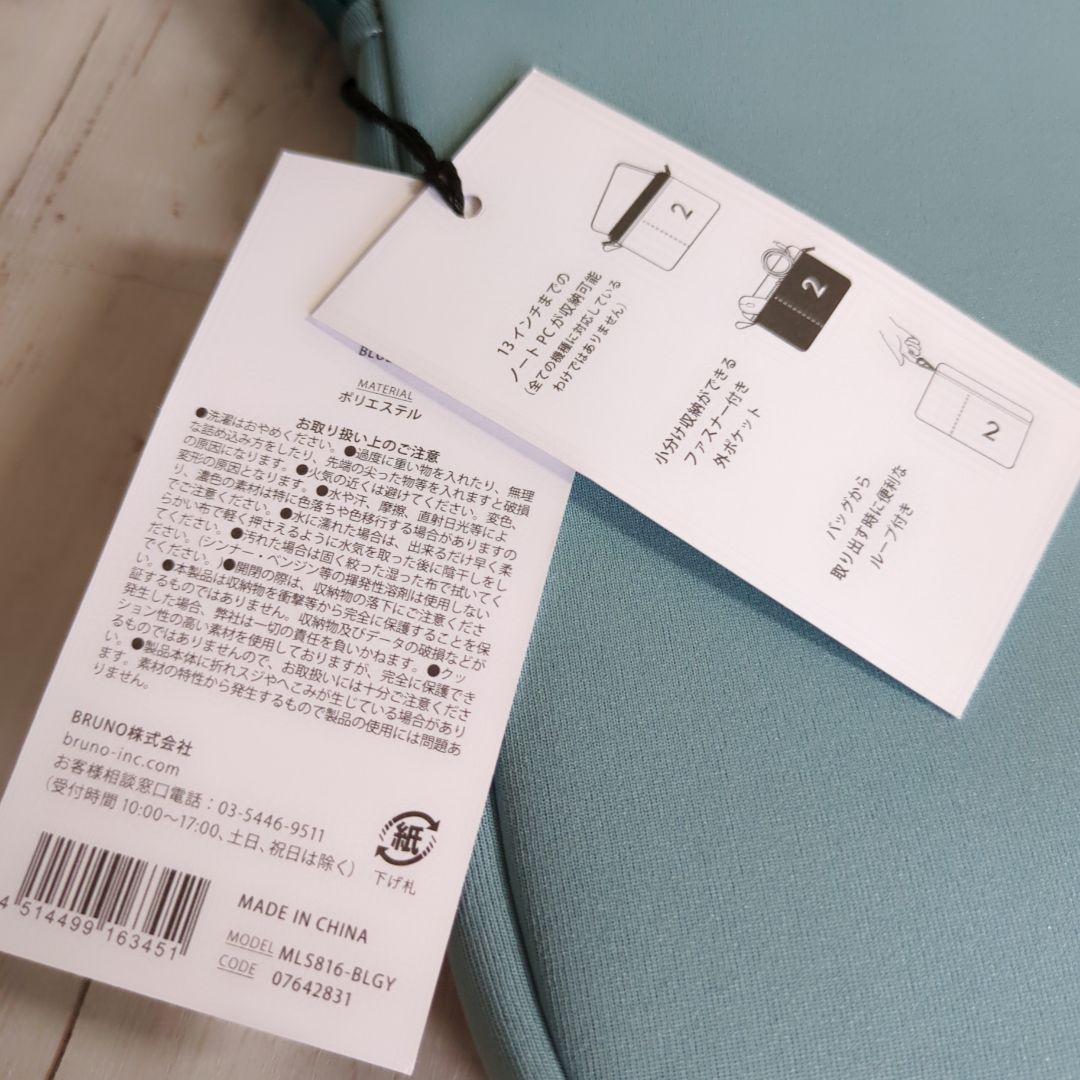 2
13 インチまでの
ノート PC が収納可能
(全ての機種に対応している
わけではありません)
2
小分け収納ができる
ファスナー付き
外ポケット
2
バッグから
取り出す時に便利な
ループ付き
MATERIAL
ポリエステル
お取り扱い上のご注意
●洗濯はおやめください。●過度に重い物を入れたり、無理
な詰め込み方をしたり、先端の尖った物等を入れますと破損
の原因になります。●火気の近くは避けてください。変色、
変形の原因となります。●水や汗、摩擦、直射日光等によ
り、濃色の素材は特に色落ちや色移行する場合がありますの
でご注意ください。●水に濡れた場合は、出来るだけ早く柔
らかい布で軽く押さえるように水気を取った後に陰干しをし
てください。●汚れた場合は固く絞った湿った布で拭いてく
ださい。(シンナー・ベンジン等の揮発性溶剤は使用しない
でください。)●開閉の際は、収納物の落下にご注意くださ
い。●本製品は収納物を衝撃等から完全に保護することを保
証するものではありません。収納物及びデータの破損などが
発生した場合、弊社は一切の責任を負いかねます。●クッ
ション性の高い素材を使用しておりますが、完全に保護でき
るものではありませんので、お取扱いには十分ご注意くださ
い。●製品本体に折れスジやへこみが生じている場合があり
ます。素材の特性から発生するもので製品の使用には問題あ
りません。
BRUNO株式会社
bruno-inc.com
お客様相談窓口電話：03-5446-9511
(受付時間 10:00〜17:00、土日、祝日は除く)
紙
下げ札
4 514499 163451
MADE IN CHINA
MODEL MLS816-BLGY
CODE 07642831